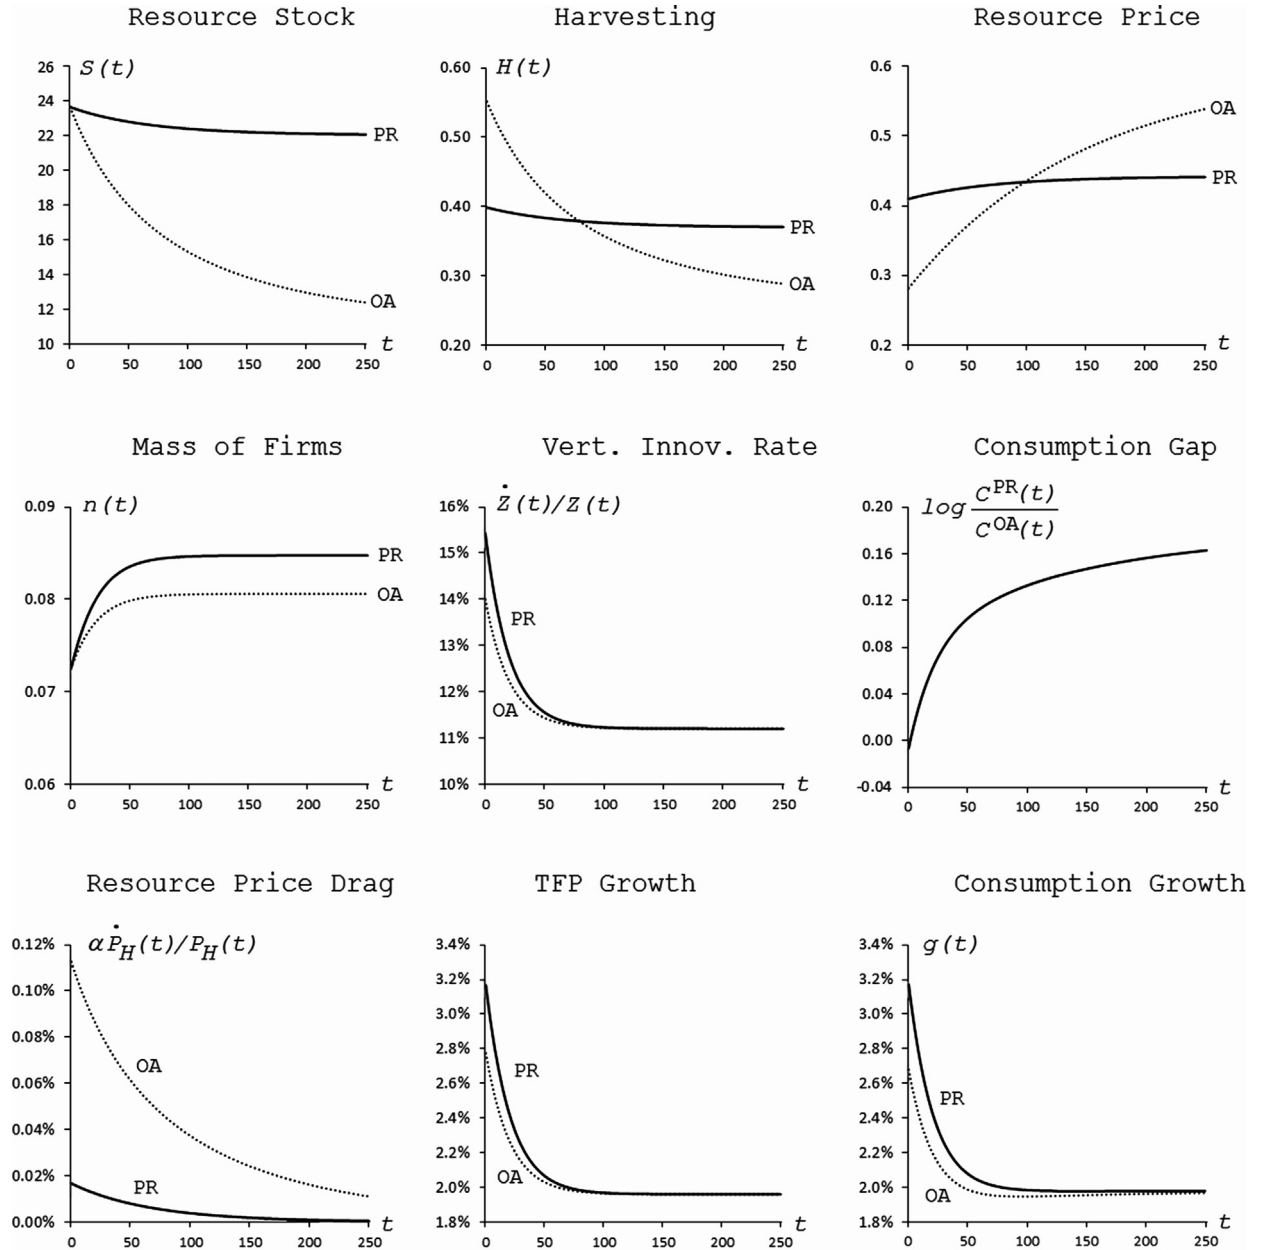 Resource Stock
Harvesting
Resource Price
S(t)
26
24
22
20
18
16
14
12
10
0 50 100 150 200 250
t
PR
OA
H(t)
0.60
0.50
0.40
0.30
0.20
0 50 100 150 200 250
t
PR
OA
0.6
0.5
0.4
0.3
0.2
0 50 100 150 200 250
t
OA
PR
Mass of Firms
Vert. Innov. Rate
Consumption Gap
n(t)
0.09
0.08
0.07
0.06
0 50 100 150 200 250
t
PR
OA
Ż(t)/Z(t)
16%
15%
14%
13%
12%
11%
10%
0 50 100 150 200 250
t
PR
OA
log C^PR(t)/C^OA(t)
0.20
0.16
0.12
0.08
0.04
0.00
-0.04
0 50 100 150 200 250
t
Resource Price Drag
TFP Growth
Consumption Growth
αṖ_H(t)/P_H(t)
0.12%
0.10%
0.08%
0.06%
0.04%
0.02%
0.00%
0 50 100 150 200 250
t
OA
PR
3.4%
3.2%
3.0%
2.8%
2.6%
2.4%
2.2%
2.0%
1.8%
0 50 100 150 200 250
t
PR
OA
g(t)
3.4%
3.2%
3.0%
2.8%
2.6%
2.4%
2.2%
2.0%
1.8%
0 50 100 150 200 250
t
PR
OA